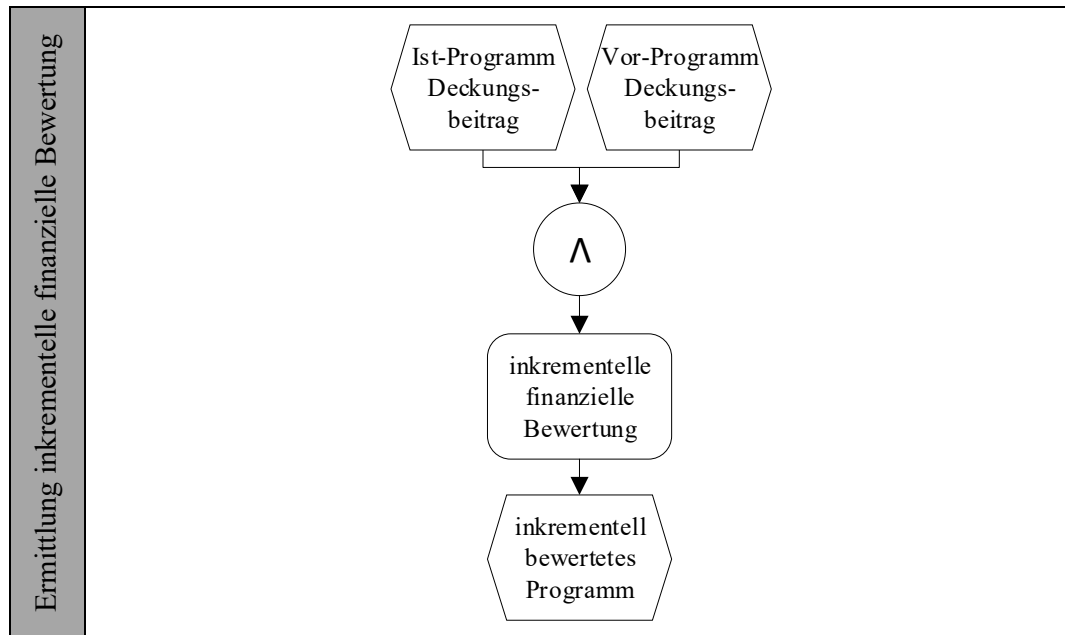 Ermittlung inkrementelle finanzielle Bewertung
Ist-Programm
Deckungs-
beitrag
Vor-Programm
Deckungs-
beitrag
Λ
inkrementelle
finanzielle
Bewertung
inkrementell
bewertetes
Programm